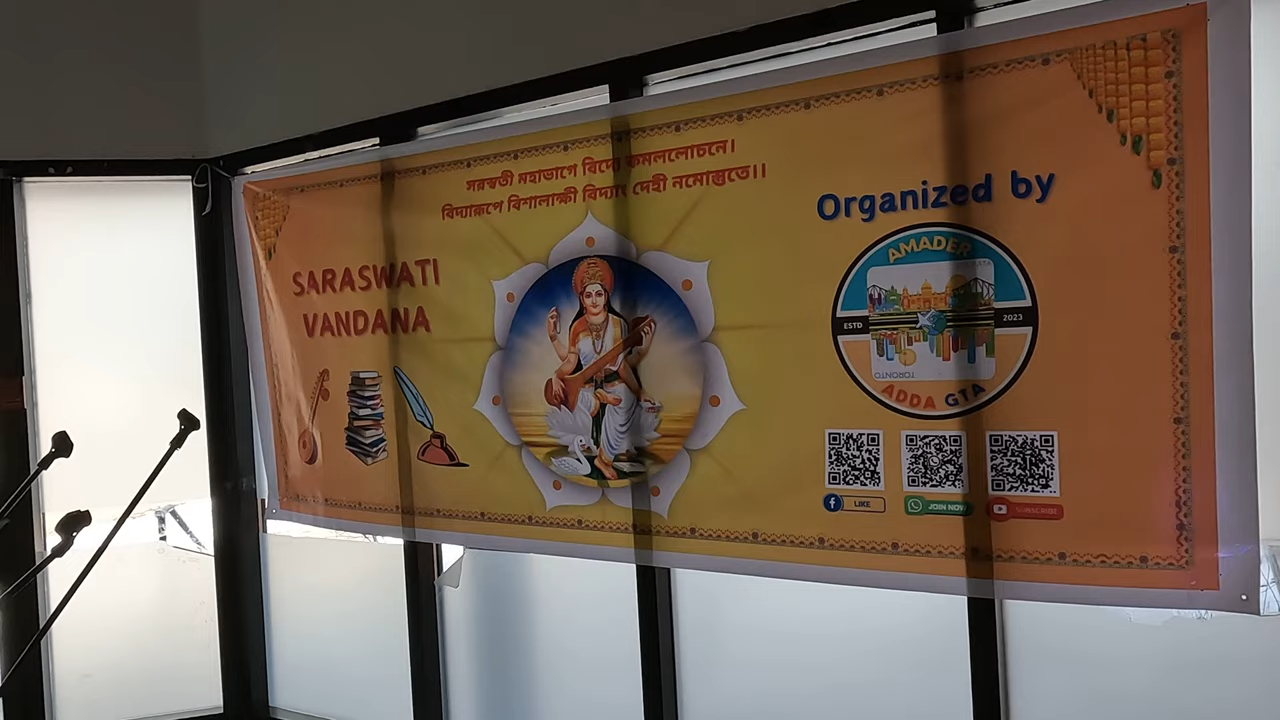 সরস্বতী মহাভাগে বিদ্যে কমললোচনে।
বিদ্যারূপে বিশালাক্ষী বিদ্যাং দেহী নমোস্তুতে।।
SARASWATI
VANDANA
Organized by
AMADER
ESTD 2023
TORONTO
ADDA GTA
LIKE
JOIN NOW
SUBSCRIBE